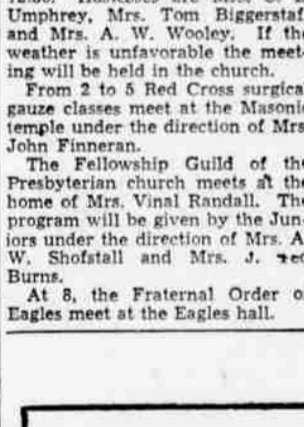 Umphrey, Mrs. Tom Biggerstaf
and Mrs. A. W. Wooley. If the
weather is unfavorable the meet-
ing will be held in the church.
From 2 to 5 Red Cross surgica
gauze classes meet at the Masoni
temple under the direction of Mrs
John Finneran.
The Fellowship Guild of the
Presbyterian church meets at the
home of Mrs. Vinal Randall. The
program will be given by the Jun-
iors under the direction of Mrs. A
W. Shofstall and Mrs. J.
Burns.
At 8, the Fraternal Order o
Eagles meet at the Eagles hall.